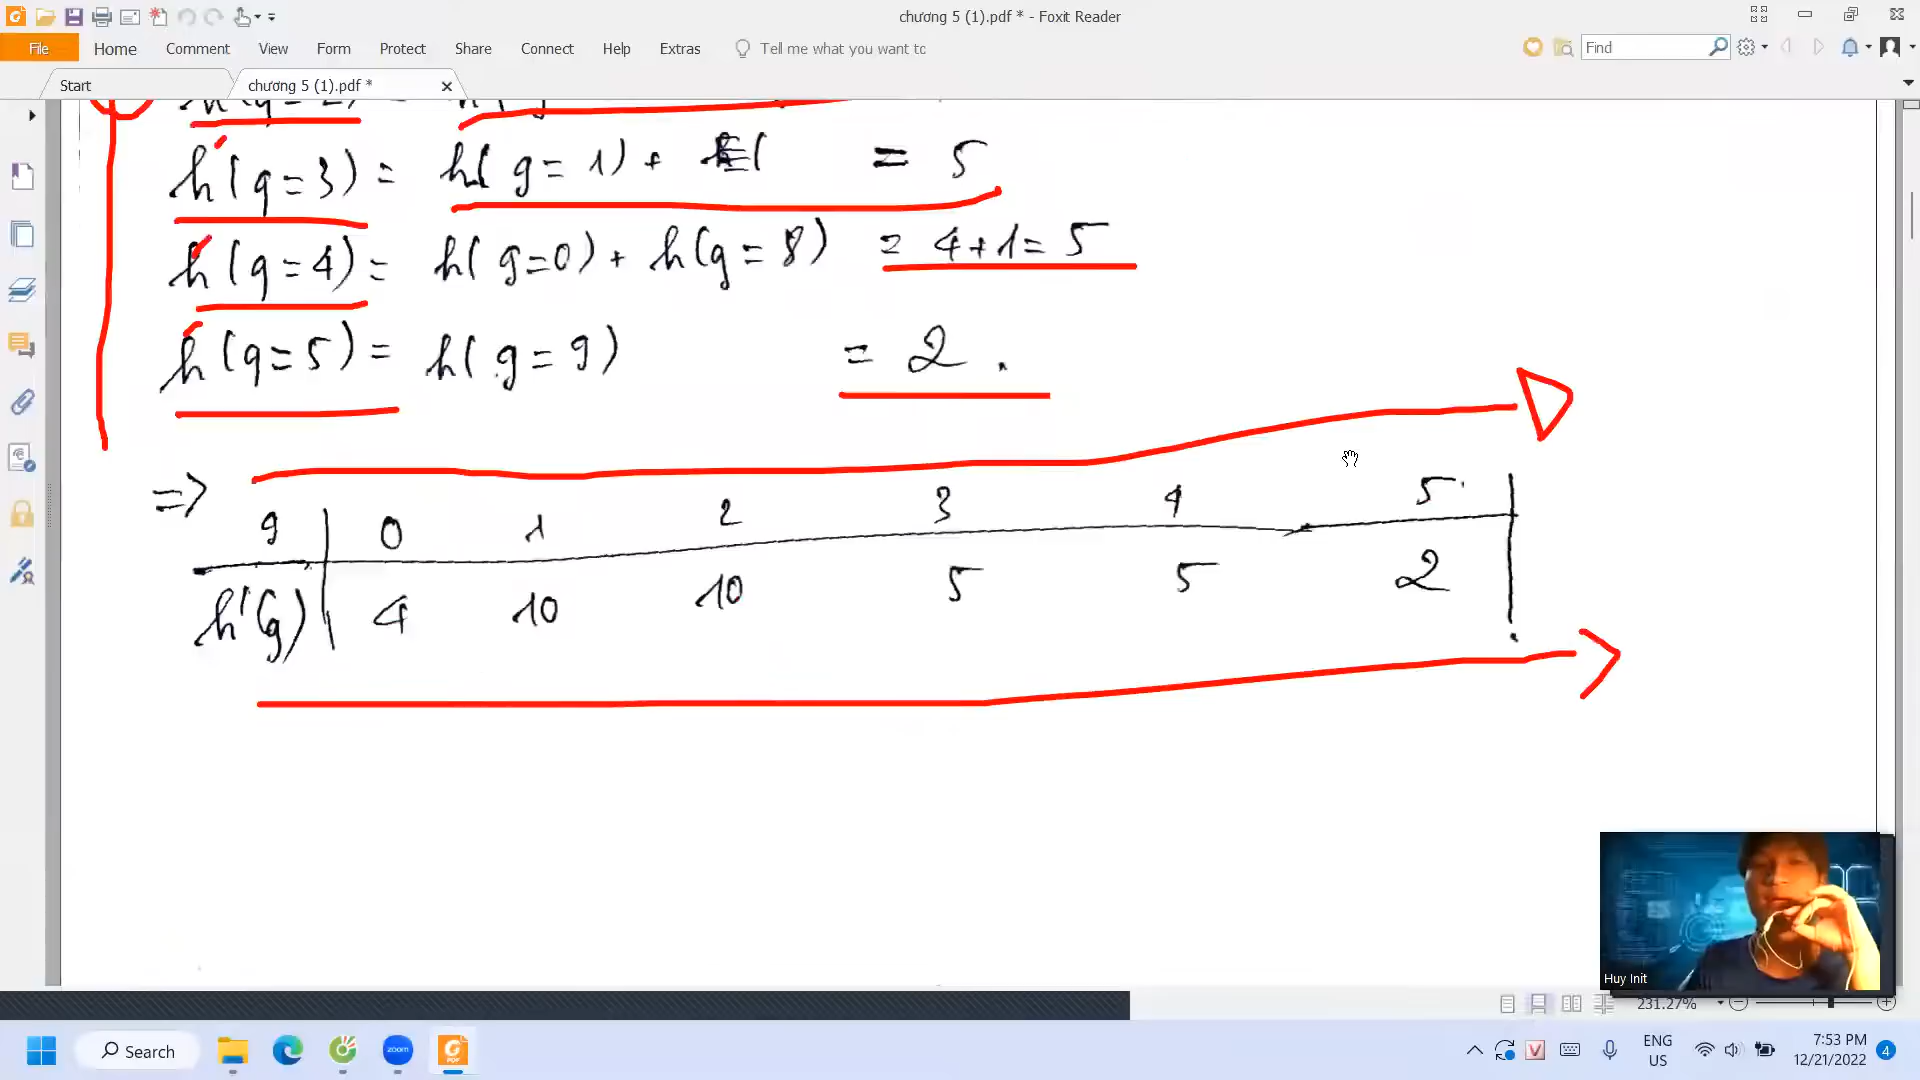 chương 5 (1).pdf * - Foxit Reader
File Home Comment View Form Protect Share Connect Help Extras Tell me what you want to Find
Start chương 5 (1).pdf *
h'(q=3) = h(g=1) + = 5
h'(q=4) = h(g=0) + h(g=8) = 4+1= 5
h'(q=5) = h(g=9) = 2.
=>
g 0 1 2 3 4 5
h'(g) 4 10 10 5 5 2
Huy Init
231.27%
Search zoom PDF V ENG US 7:53 PM 12/21/2022 4